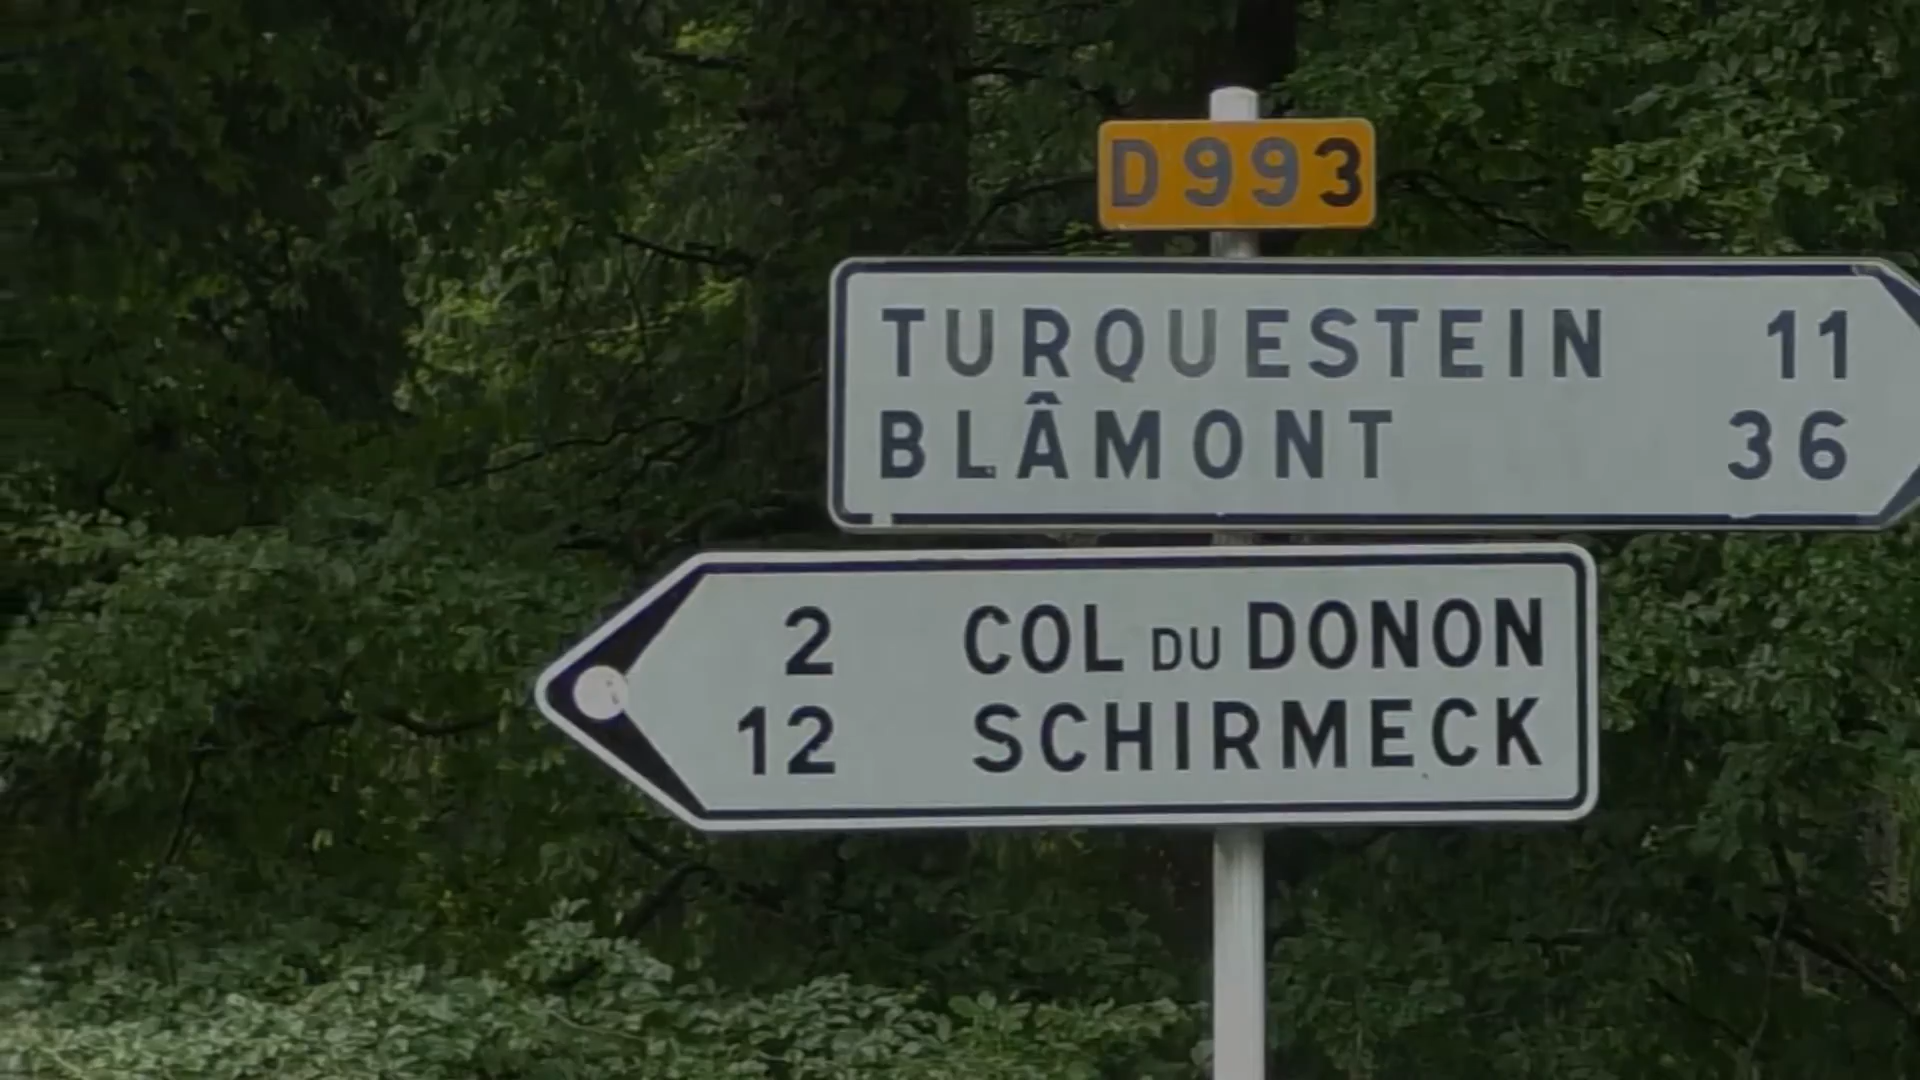 D993
TURQUESTEIN 11
BLÂMONT 36
2 COL DU DONON
12 SCHIRMECK